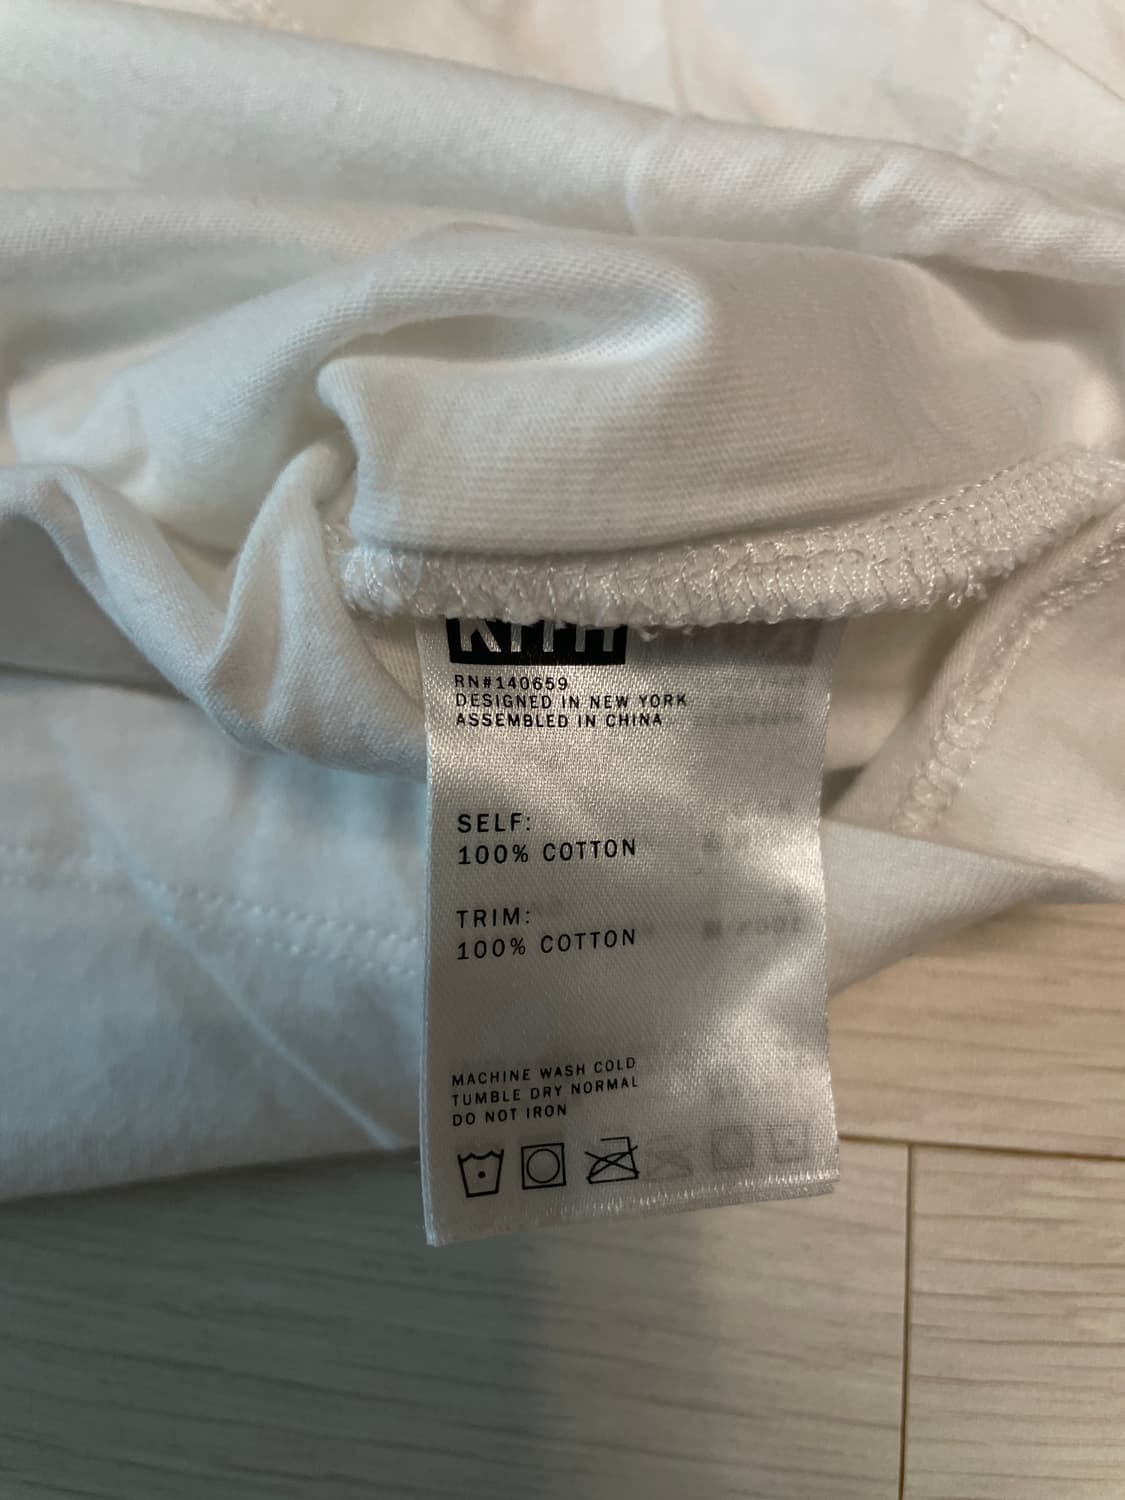 KITH
RN#140659
DESIGNED IN NEW YORK
ASSEMBLED IN CHINA
SELF:
100% COTTON
TRIM:
100% COTTON
MACHINE WASH COLD
TUMBLE DRY NORMAL
DO NOT IRON